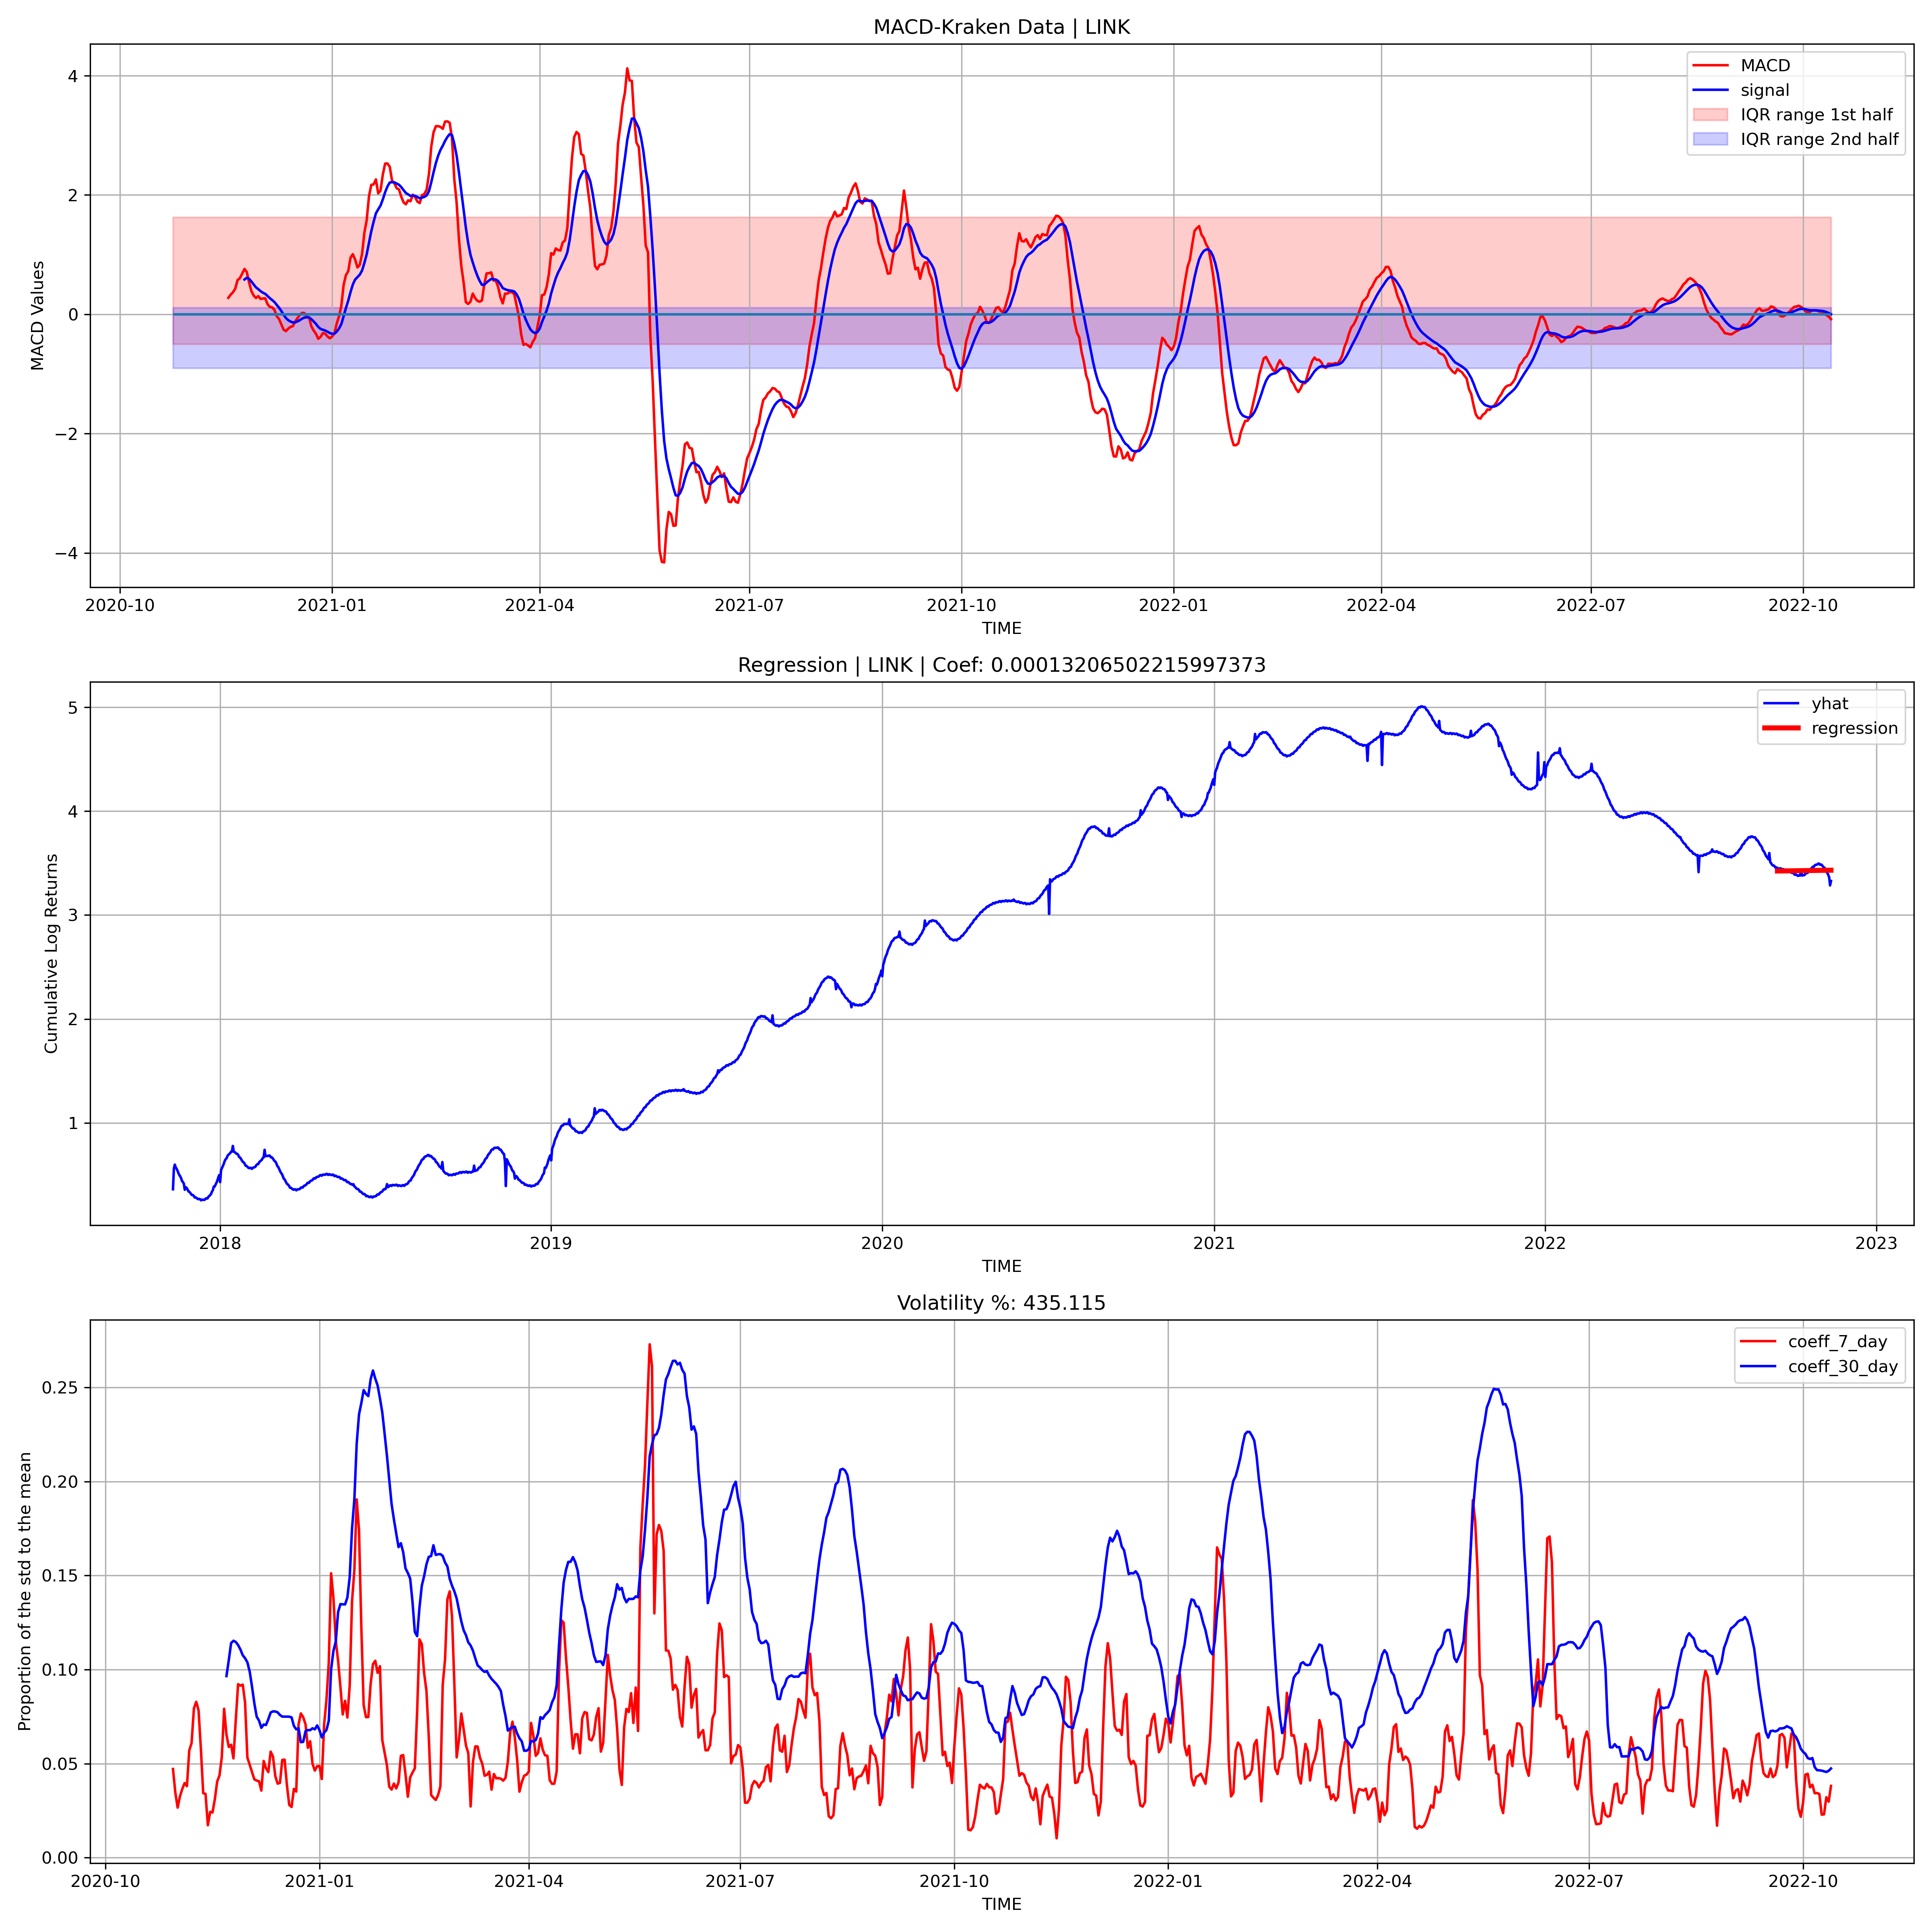 MACD-Kraken Data | LINK
MACD
signal
IQR range 1st half
IQR range 2nd half
MACD Values
4
2
0
−2
−4
2020-10 2021-01 2021-04 2021-07 2021-10 2022-01 2022-04 2022-07 2022-10
TIME
Regression | LINK | Coef: 0.00013206502215997373
yhat
regression
Cumulative Log Returns
5
4
3
2
1
2018 2019 2020 2021 2022 2023
TIME
Volatility %: 435.115
coeff_7_day
coeff_30_day
Proportion of the std to the mean
0.25
0.20
0.15
0.10
0.05
0.00
2020-10 2021-01 2021-04 2021-07 2021-10 2022-01 2022-04 2022-07 2022-10
TIME